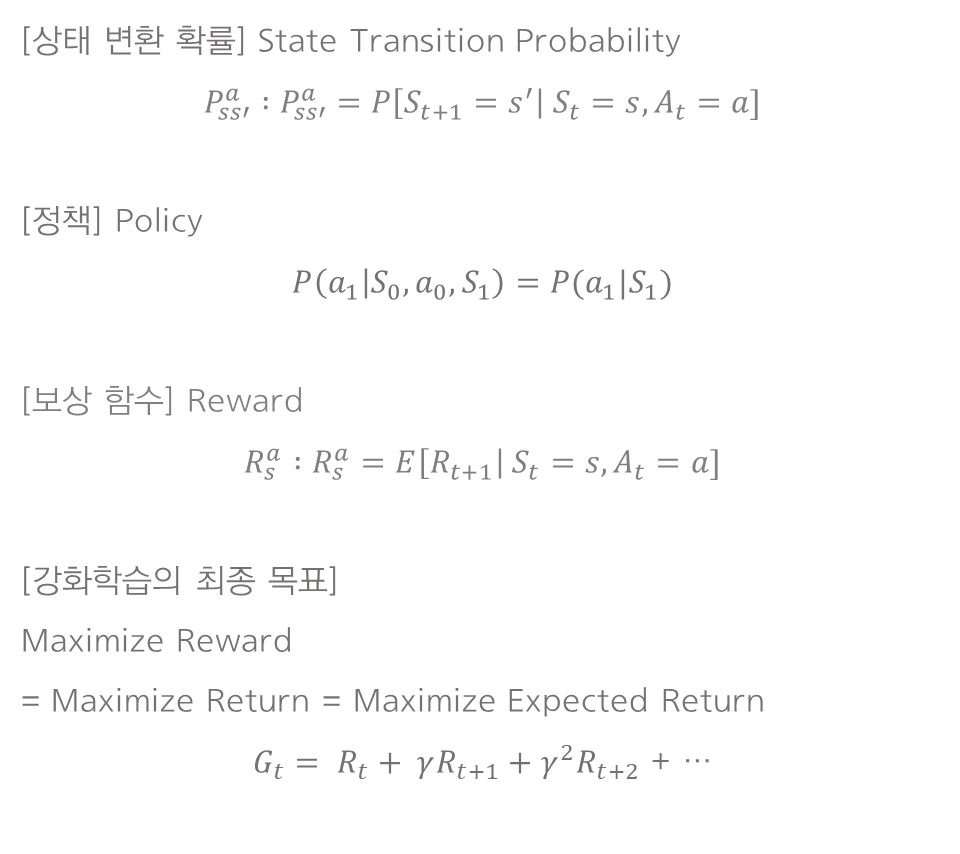 [상태 변환 확률] State Transition Probability
$P_{ss'}^{a} : P_{ss'}^{a} = P[S_{t+1} = s' | S_t = s, A_t = a]$
[정책] Policy
$P(a_1|S_0, a_0, S_1) = P(a_1|S_1)$
[보상 함수] Reward
$R_s^a : R_s^a = E[R_{t+1} | S_t = s, A_t = a]$
[강화학습의 최종 목표]
Maximize Reward
= Maximize Return = Maximize Expected Return
$G_t = R_t + \gamma R_{t+1} + \gamma^2 R_{t+2} + \cdots$